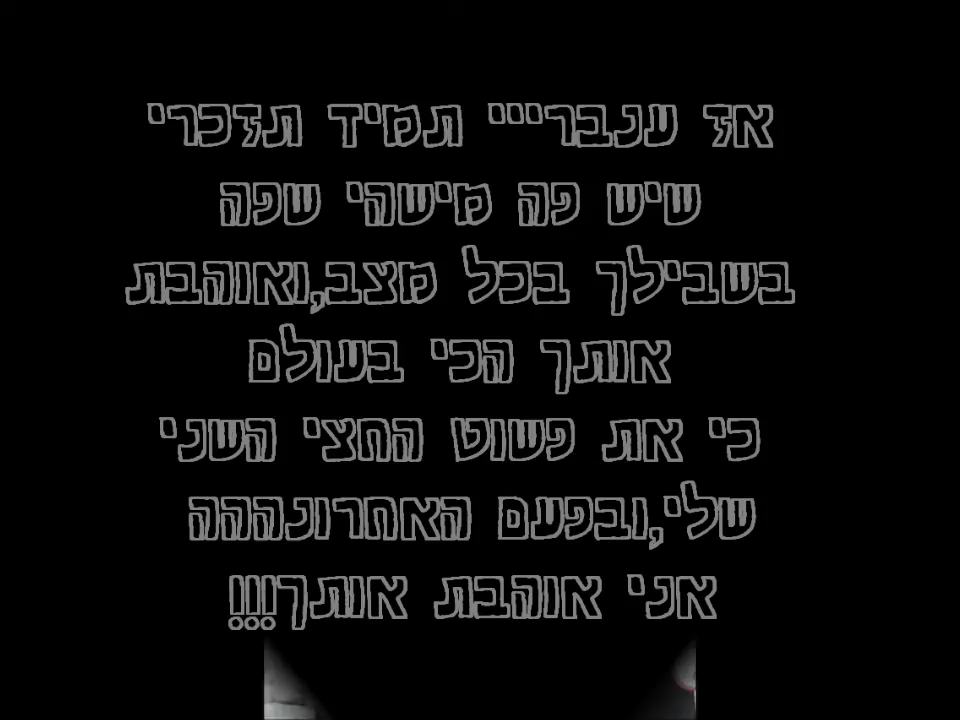 אז ענברייי תמיד תזכרי
שיש פה מישהי שפה
בשבילך בכל מצב,ואוהבת
אותך הכי בעולם
כי את פשוט החצי השני
שלי,ובפעם האחרונהההה
אני אוהבת אותך!!!